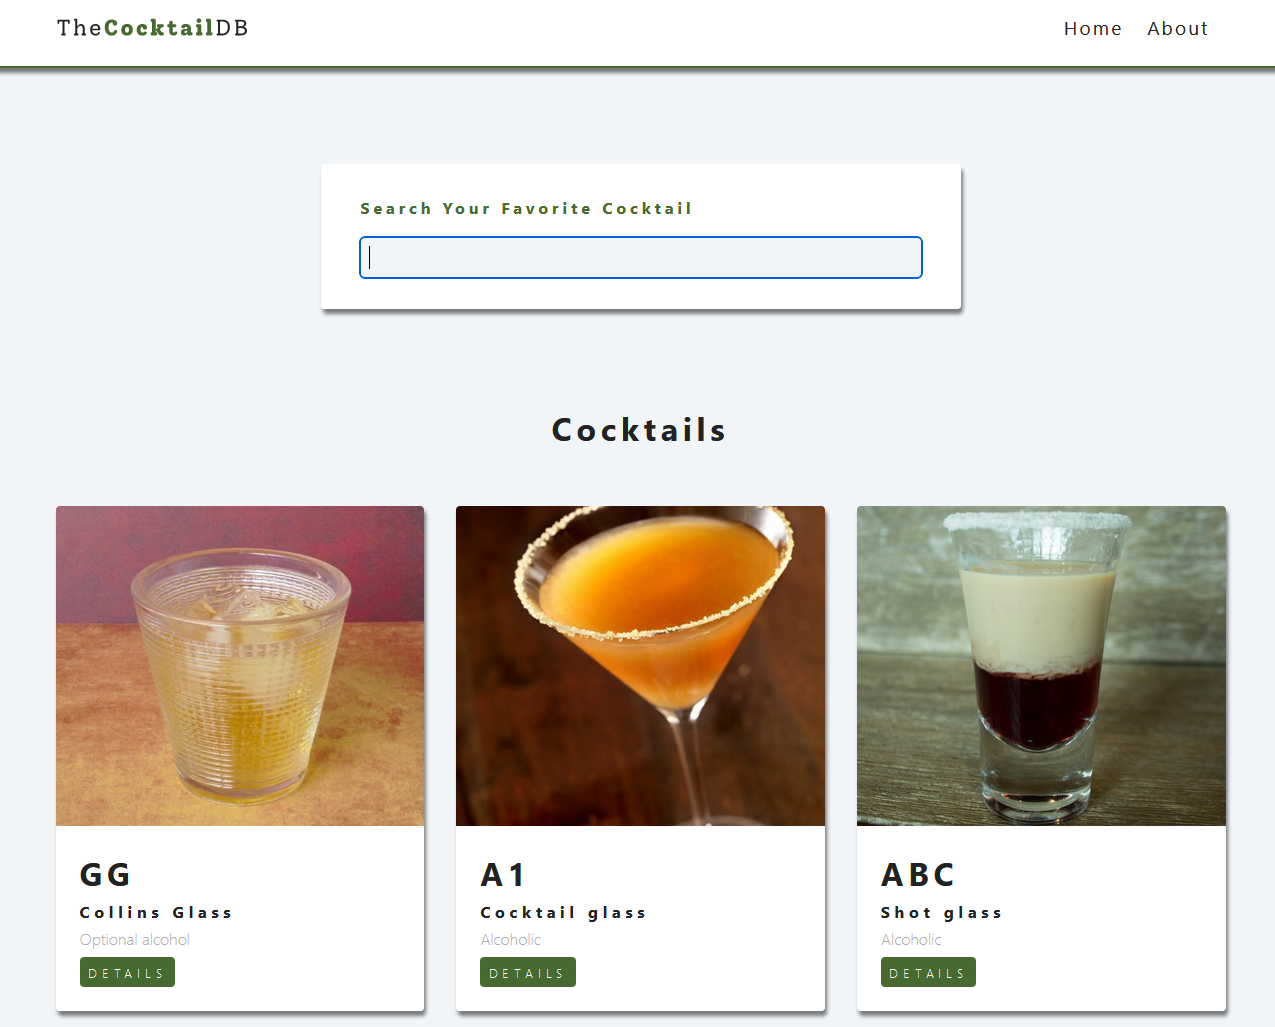 TheCocktailDB
Home About
Search Your Favorite Cocktail
Cocktails
GG
Collins Glass
Optional alcohol
DETAILS
A1
Cocktail glass
Alcoholic
DETAILS
ABC
Shot glass
Alcoholic
DETAILS